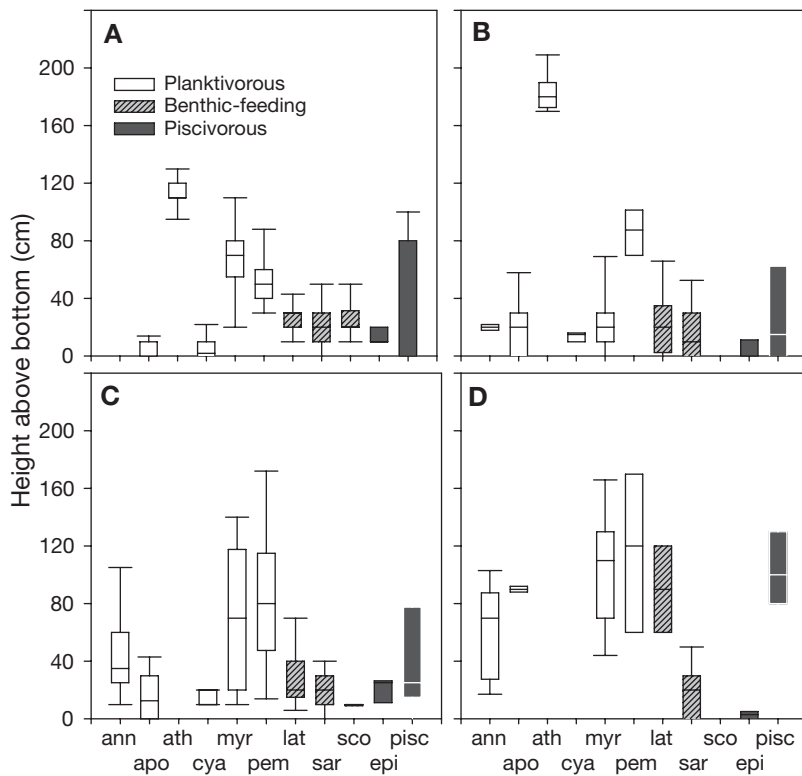 A
B
200
160
120
80
40
0
Planktivorous
Benthic-feeding
Piscivorous
Height above bottom (cm)
C
D
200
160
120
80
40
0
ann ath myr lat sco pisc ann ath myr lat sco pisc
apo cya pem sar epi apo cya pem sar epi